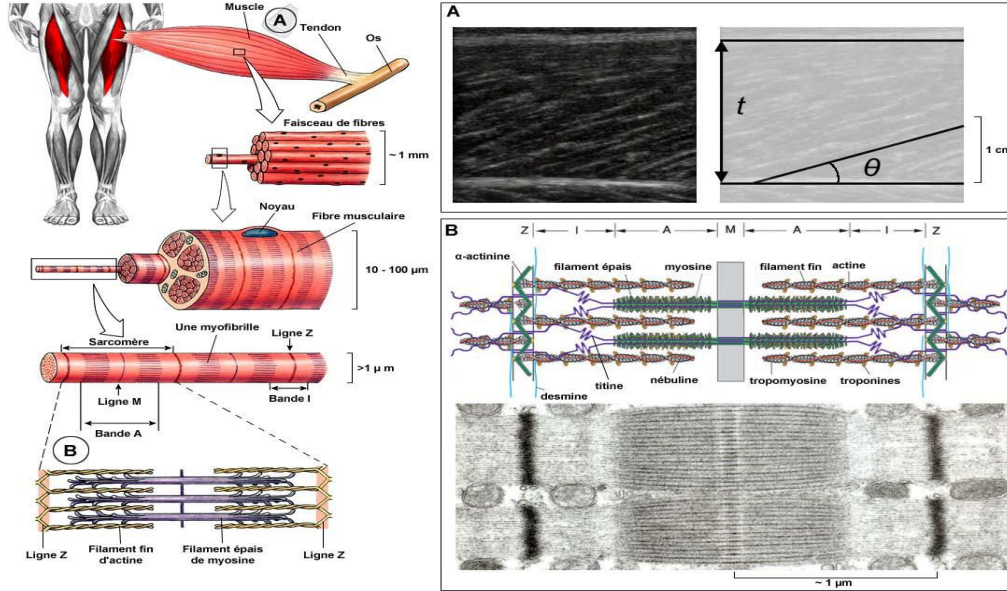 A
Muscle
Tendon
Os
Faisceau de fibres
~ 1 mm
Noyau
Fibre musculaire
10 - 100 µm
Une myofibrille
Ligne Z
Sarcomère
>1 µ m
Ligne M
Bande I
Bande A
B
Ligne Z
Filament fin
d'actine
Filament épais
de myosine
Ligne Z
A
t
θ
1 cm
B
Z I A M A I Z
α-actinine
filament épais
myosine
filament fin
actine
titine
nébuline
tropomyosine
troponines
desmine
~ 1 µm